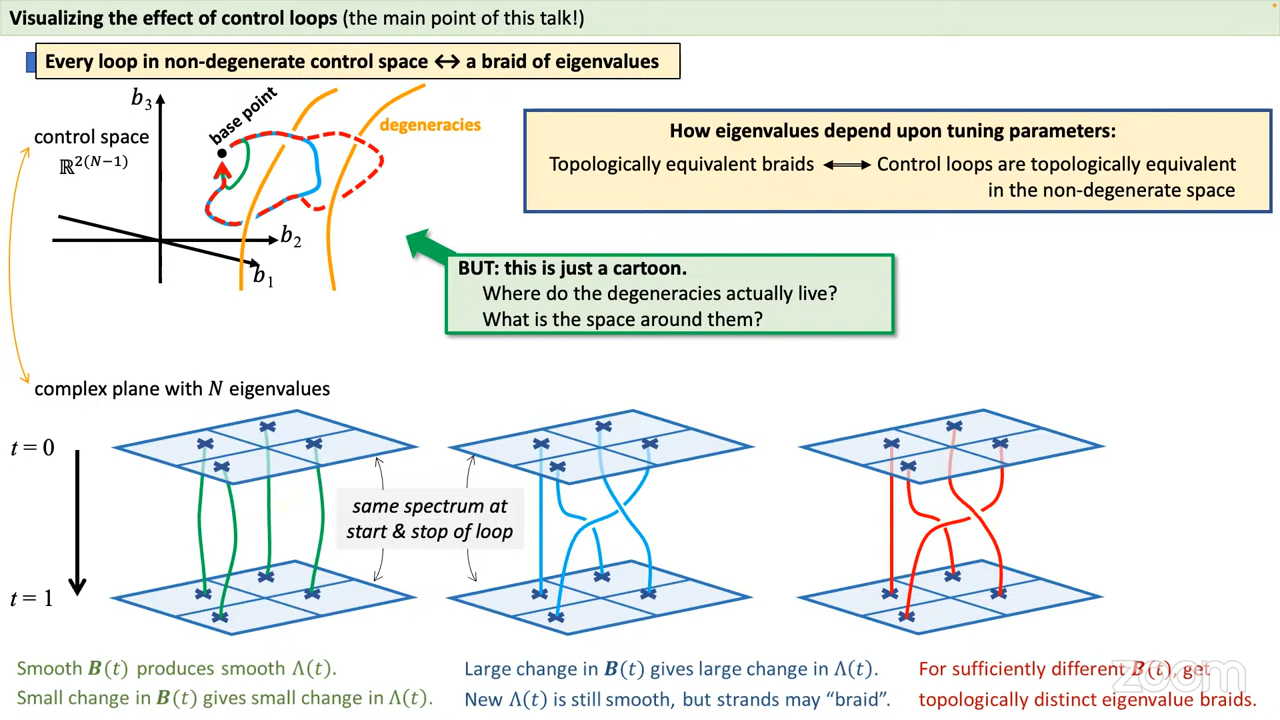 Visualizing the effect of control loops (the main point of this talk!)
Every loop in non-degenerate control space ↔ a braid of eigenvalues
b₃
base point
degeneracies
control space
ℝ²⁽ᴺ⁻¹⁾
b₂
b₁
How eigenvalues depend upon tuning parameters:
Topologically equivalent braids ⟺ Control loops are topologically equivalent
in the non-degenerate space
BUT: this is just a cartoon.
Where do the degeneracies actually live?
What is the space around them?
complex plane with N eigenvalues
t = 0
same spectrum at
start & stop of loop
t = 1
Smooth B(t) produces smooth Λ(t).
Small change in B(t) gives small change in Λ(t).
Large change in B(t) gives large change in Λ(t).
New Λ(t) is still smooth, but strands may “braid”.
For sufficiently different B(t), get
topologically distinct eigenvalue braids.
zoom